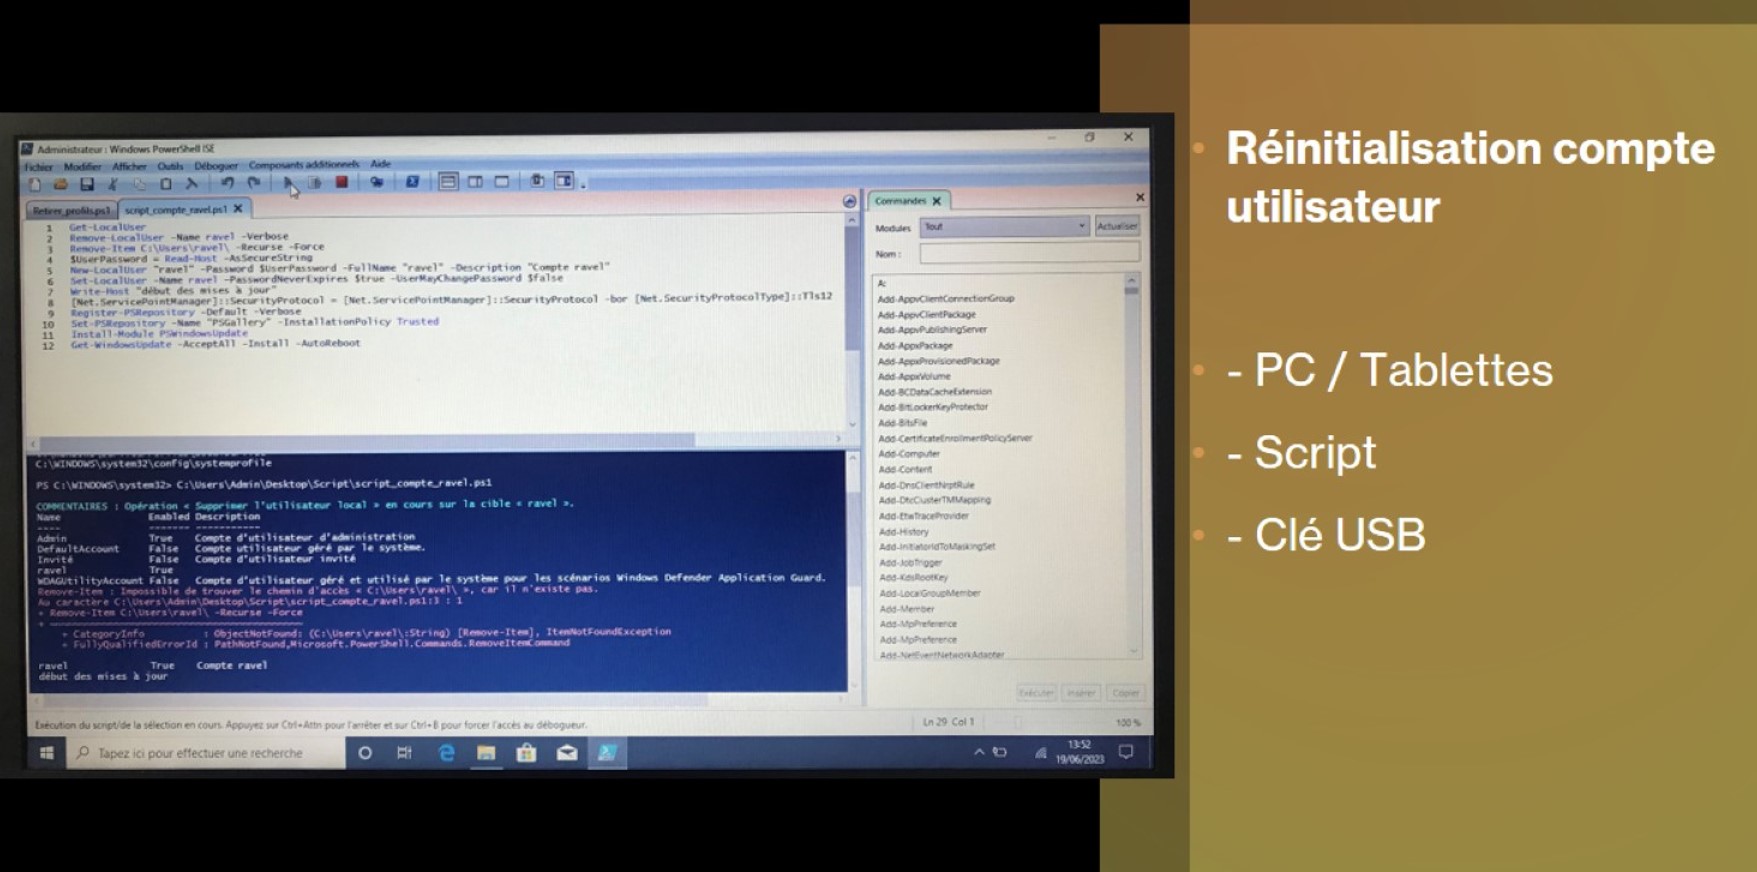 Administrateur : Windows PowerShell ISE
Fichier Modifier Afficher Outils Déboguer Composants additionnels Aide
Retirer_profils.ps1 script_compte_ravel.ps1 X
1 Get-LocalUser
2 Remove-LocalUser -Name ravel -Verbose
3 Remove-Item C:\Users\ravel\ -Recurse -Force
4 $UserPassword = Read-Host -AsSecureString
5 New-LocalUser "ravel" -Password $UserPassword -FullName "ravel" -Description "Compte ravel"
6 Set-LocalUser -Name ravel -PasswordNeverExpires $true -UserMayChangePassword $false
7 Write-Host "début des mises à jour"
8 [Net.ServicePointManager]::SecurityProtocol = [Net.ServicePointManager]::SecurityProtocol -bor [Net.SecurityProtocolType]::Tls12
9 Register-PSRepository -Default -Verbose
10 Set-PSRepository -Name "PSGallery" -InstallationPolicy Trusted
11 Install-Module PSWindowsUpdate
12 Get-WindowsUpdate -AcceptAll -Install -AutoReboot
C:\WINDOWS\system32\config\systemprofile
PS C:\WINDOWS\system32> C:\Users\Admin\Desktop\Script\script_compte_ravel.ps1
COMMENTAIRES : Opération « Supprimer l'utilisateur local » en cours sur la cible « ravel ».
Name Enabled Description
---- ------- -----------
Admin True Compte d'utilisateur d'administration
DefaultAccount False Compte utilisateur géré par le système.
Invité False Compte d'utilisateur invité
ravel True
WDAGUtilityAccount False Compte d'utilisateur géré et utilisé par le système pour les scénarios Windows Defender Application Guard.
Remove-Item : Impossible de trouver le chemin d'accès « C:\Users\ravel\ », car il n'existe pas.
Au caractère C:\Users\Admin\Desktop\Script\script_compte_ravel.ps1:3 : 1
+ Remove-Item C:\Users\ravel\ -Recurse -Force
+ CategoryInfo : ObjectNotFound: (C:\Users\ravel\:String) [Remove-Item], ItemNotFoundException
+ FullyQualifiedErrorId : PathNotFound,Microsoft.PowerShell.Commands.RemoveItemCommand
ravel True Compte ravel
début des mises à jour
Exécution du script/de la sélection en cours. Appuyez sur Ctrl+Attn pour l'arrêter et sur Ctrl+B pour forcer l'accès au débogueur.
Ln 29 Col 1
100 %
Commandes X
Modules Tout Actualiser
Nom :
A:
Add-AppvClientConnectionGroup
Add-AppvClientPackage
Add-AppvPublishingServer
Add-AppxPackage
Add-AppxProvisionedPackage
Add-AppxVolume
Add-BCDataCacheExtension
Add-BitLockerKeyProtector
Add-BitsFile
Add-CertificateEnrollmentPolicyServer
Add-Computer
Add-Content
Add-DnsClientNrptRule
Add-DtcClusterTMMapping
Add-EtwTraceProvider
Add-History
Add-InitiatorIdToMaskingSet
Add-JobTrigger
Add-KdsRootKey
Add-LocalGroupMember
Add-Member
Add-MpPreference
Add-MpPreference
Add-NetEventNetworkAdapter
Exécuter Insérer Copier
Tapez ici pour effectuer une recherche
13:52
19/06/2023
• Réinitialisation compte
utilisateur
• - PC / Tablettes
• - Script
• - Clé USB